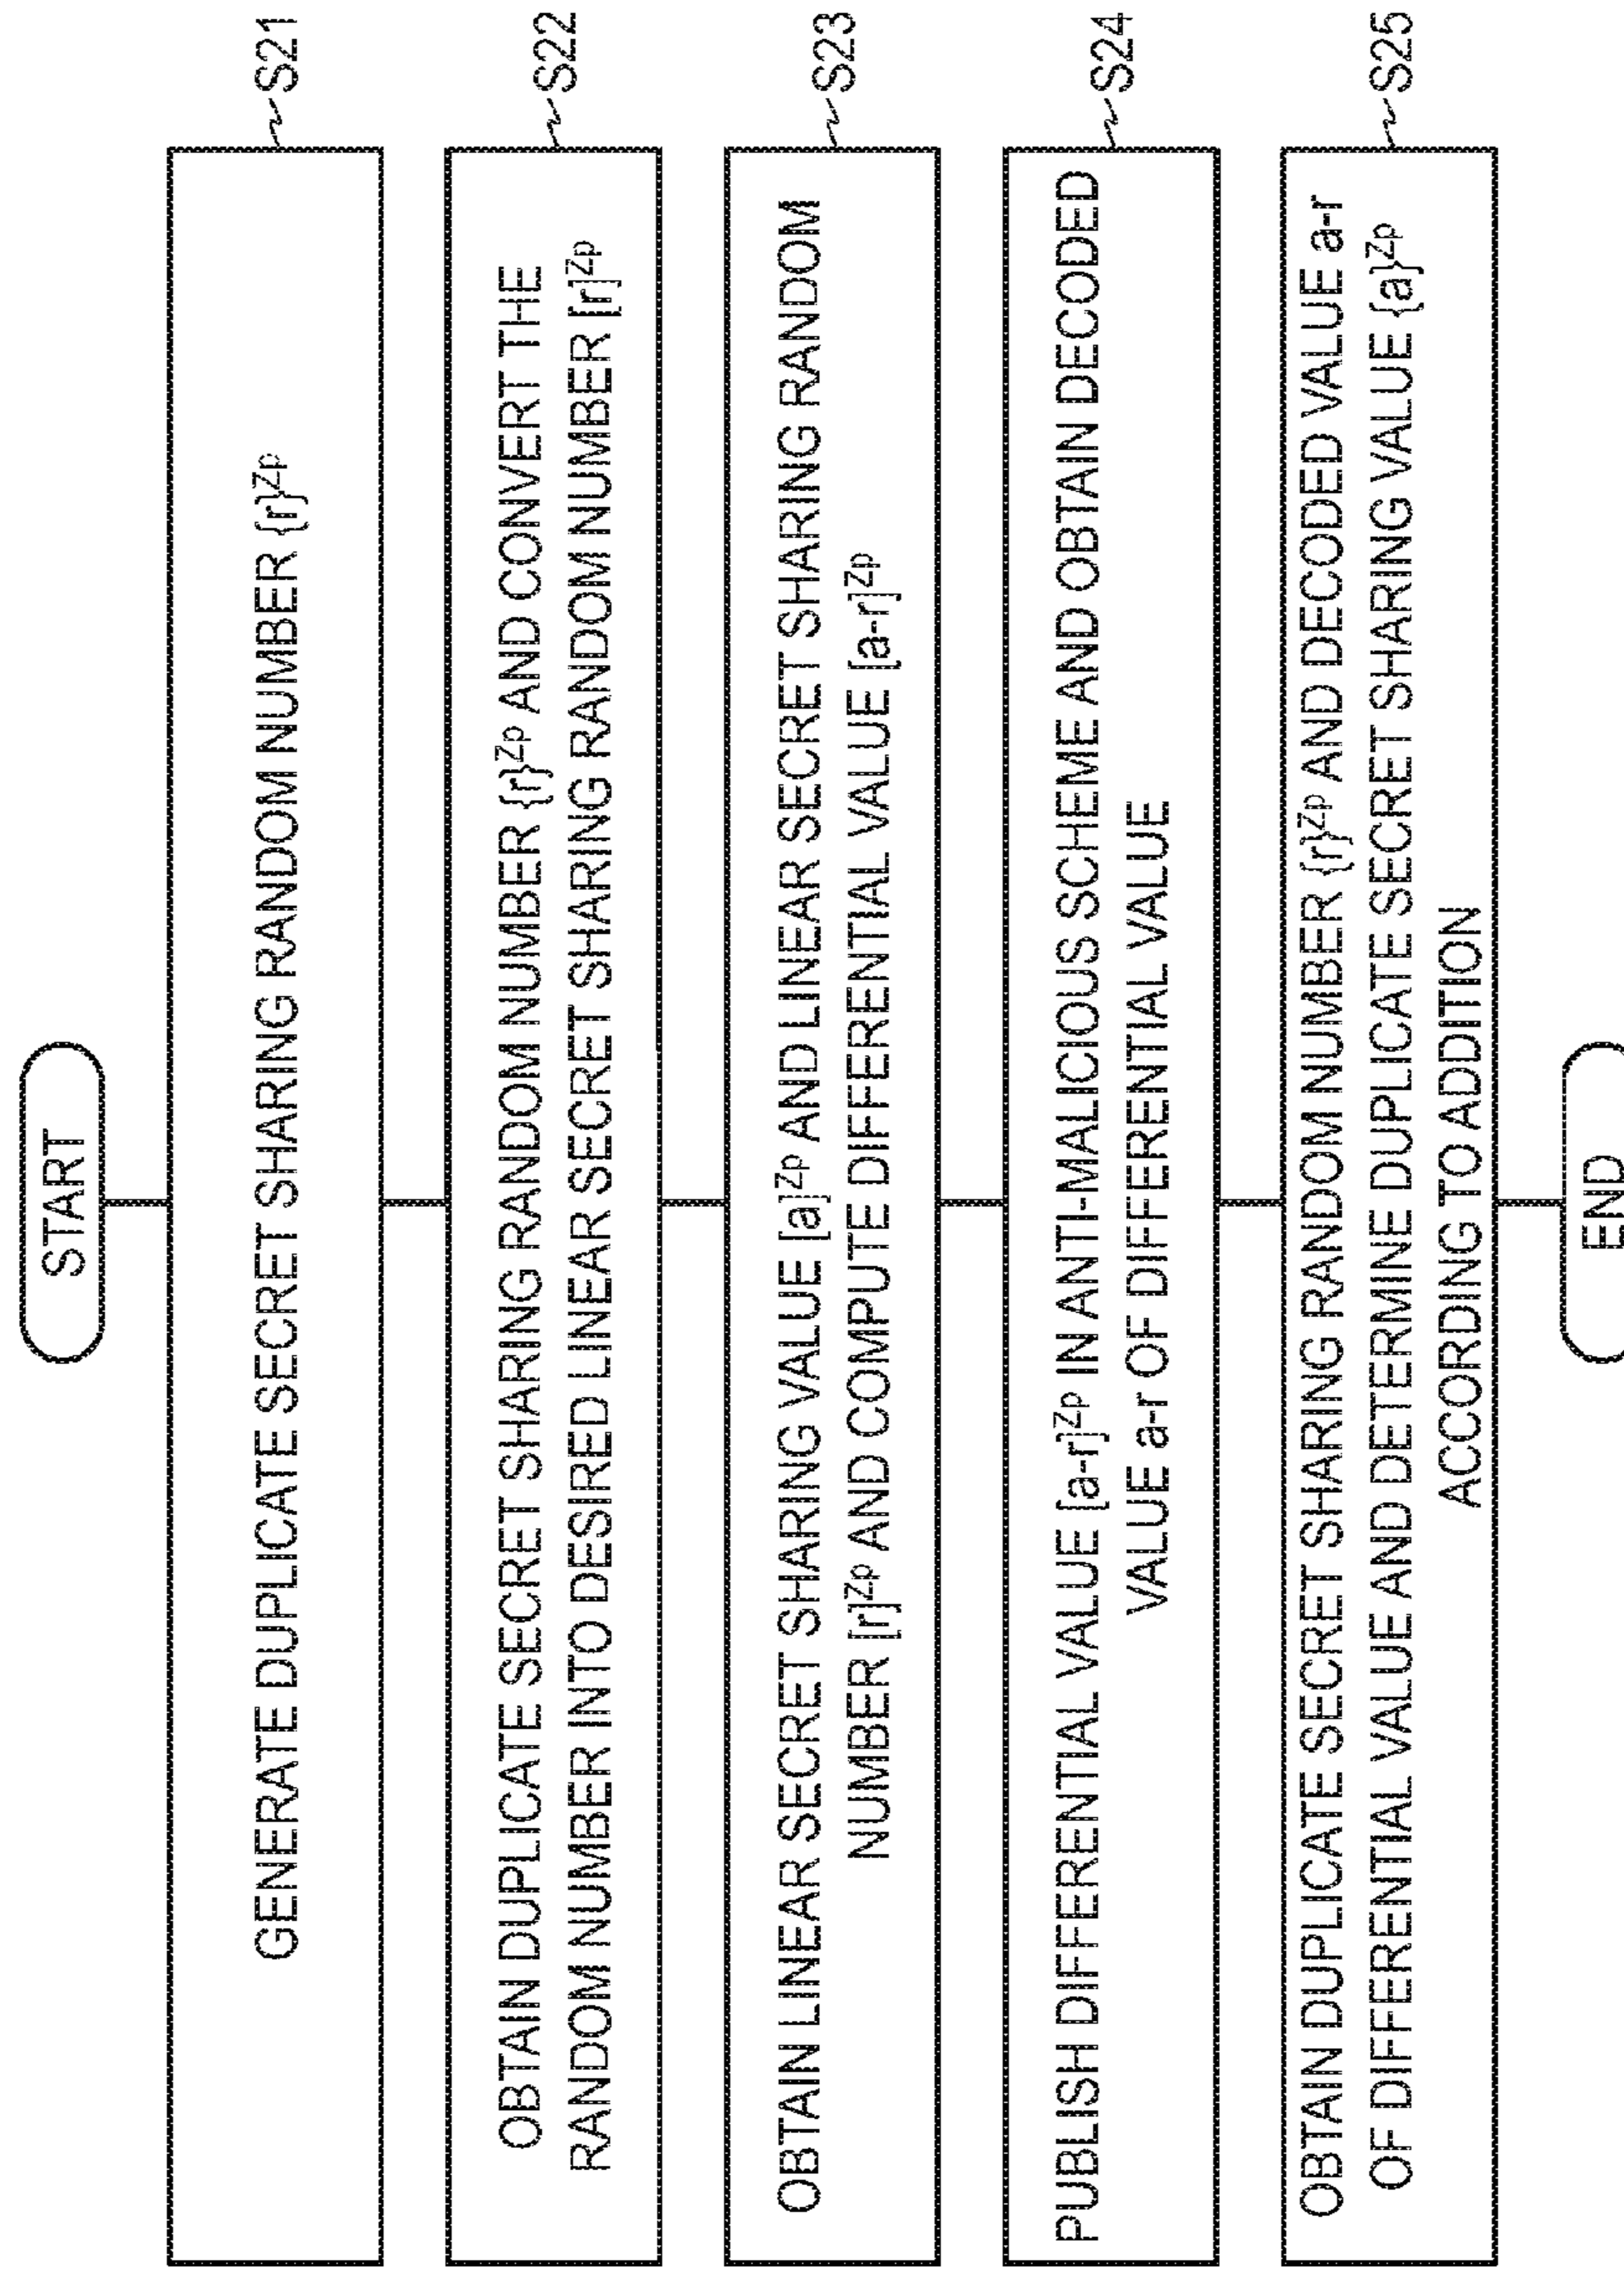 START
GENERATE DUPLICATE SECRET SHARING RANDOM NUMBER {r}^Zp
S21
OBTAIN DUPLICATE SECRET SHARING RANDOM NUMBER {r}^Zp AND CONVERT THE
RANDOM NUMBER INTO DESIRED LINEAR SECRET SHARING RANDOM NUMBER [r]^Zp
S22
OBTAIN LINEAR SECRET SHARING VALUE [a]^Zp AND LINEAR SECRET SHARING RANDOM
NUMBER [r]^Zp AND COMPUTE DIFFERENTIAL VALUE [a-r]^Zp
S23
PUBLISH DIFFERENTIAL VALUE [a-r]^Zp IN ANTI-MALICIOUS SCHEME AND OBTAIN DECODED
VALUE a-r OF DIFFERENTIAL VALUE
S24
OBTAIN DUPLICATE SECRET SHARING RANDOM NUMBER {r}^Zp AND DECODED VALUE a-r
OF DIFFERENTIAL VALUE AND DETERMINE DUPLICATE SECRET SHARING VALUE {a}^Zp
ACCORDING TO ADDITION
S25
END